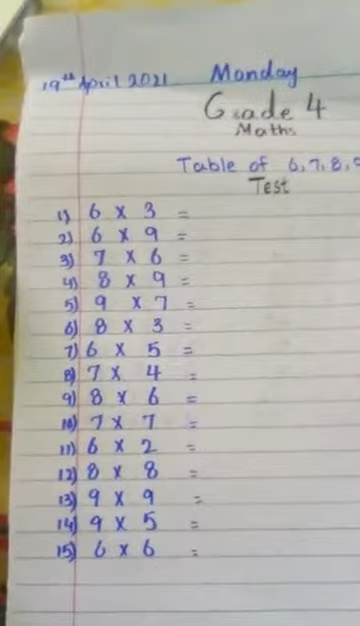 19th April 2021 Monday
Grade 4
Maths
Table of 6, 7, 8, 9
Test
1) 6 x 3 =
2) 6 x 9 =
3) 7 x 6 =
4) 8 x 9 =
5) 9 x 7 =
6) 8 x 3 =
7) 6 x 5 =
8) 7 x 4 =
9) 8 x 6 =
10) 7 x 7 =
11) 6 x 2 =
12) 8 x 8 =
13) 9 x 9 =
14) 9 x 5 =
15) 6 x 6 =